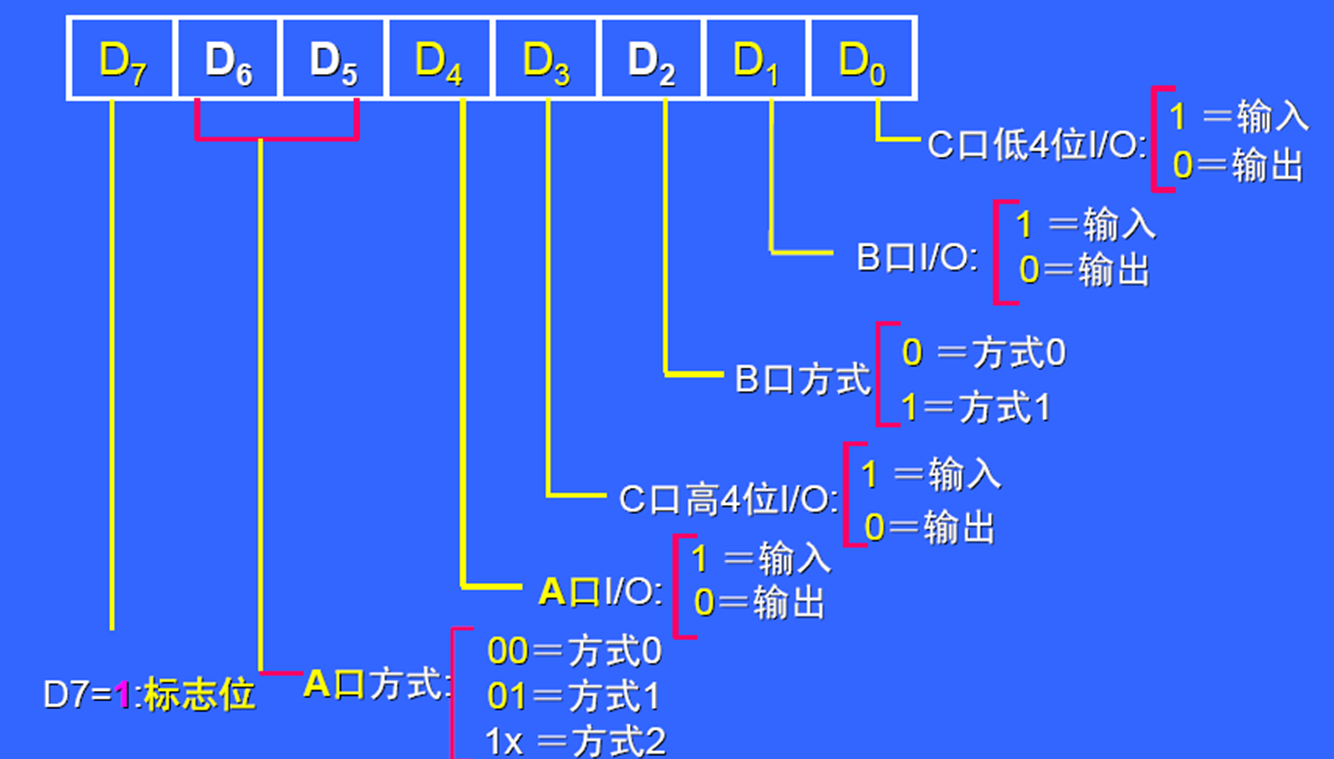 D7 D6 D5 D4 D3 D2 D1 D0
C口低4位I/O:
1 =输入
0=输出
B口I/O:
1 =输入
0=输出
B口方式
0 =方式0
1=方式1
C口高4位I/O:
1 =输入
0=输出
A口I/O:
1 =输入
0=输出
D7=1:标志位
A口方式:
00=方式0
01=方式1
1x =方式2